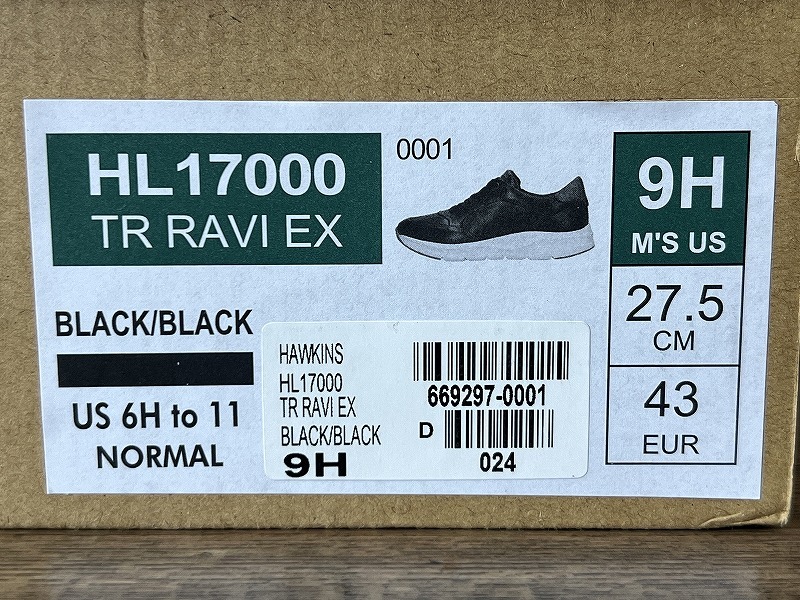 HL17000
TR RAVI EX
0001
9H
M'S US
27.5
CM
43
EUR
BLACK/BLACK
US 6H to 11
NORMAL
HAWKINS
HL17000
TR RAVI EX
BLACK/BLACK
9H
669297-0001
D
024